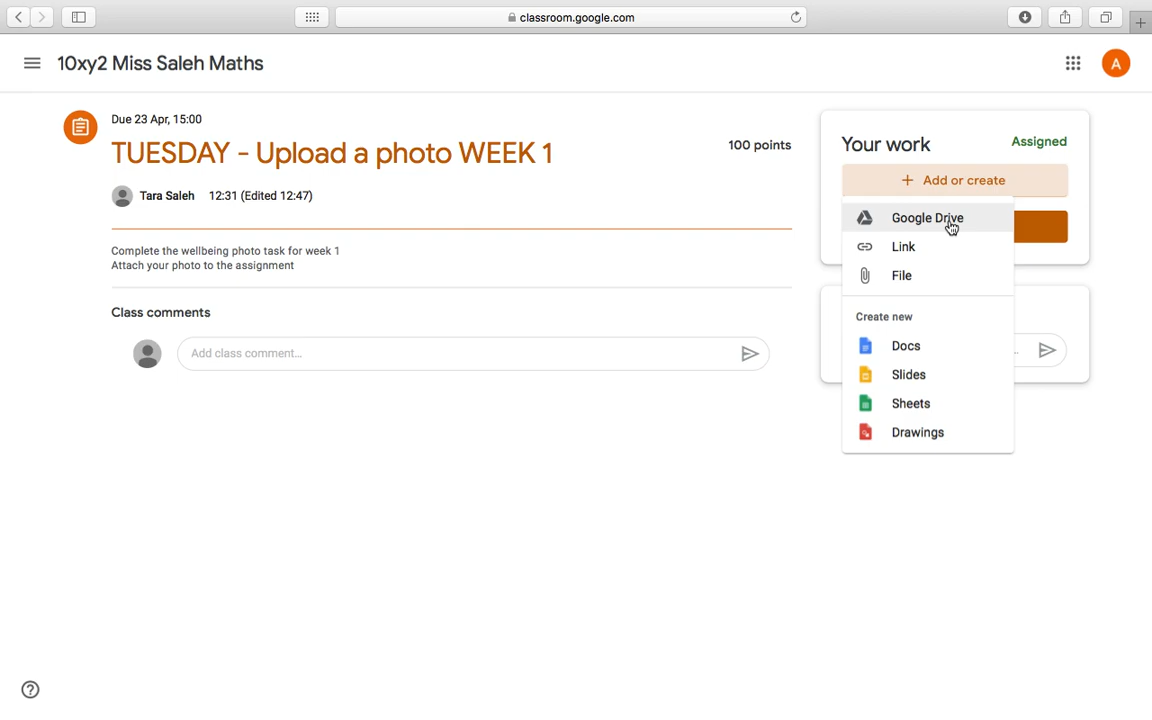 classroom.google.com
10xy2 Miss Saleh Maths
A
Due 23 Apr, 15:00
TUESDAY - Upload a photo WEEK 1
100 points
Tara Saleh 12:31 (Edited 12:47)
Complete the wellbeing photo task for week 1
Attach your photo to the assignment
Class comments
Add class comment...
Your work
Assigned
+ Add or create
Google Drive
Link
File
Create new
Docs
Slides
Sheets
Drawings